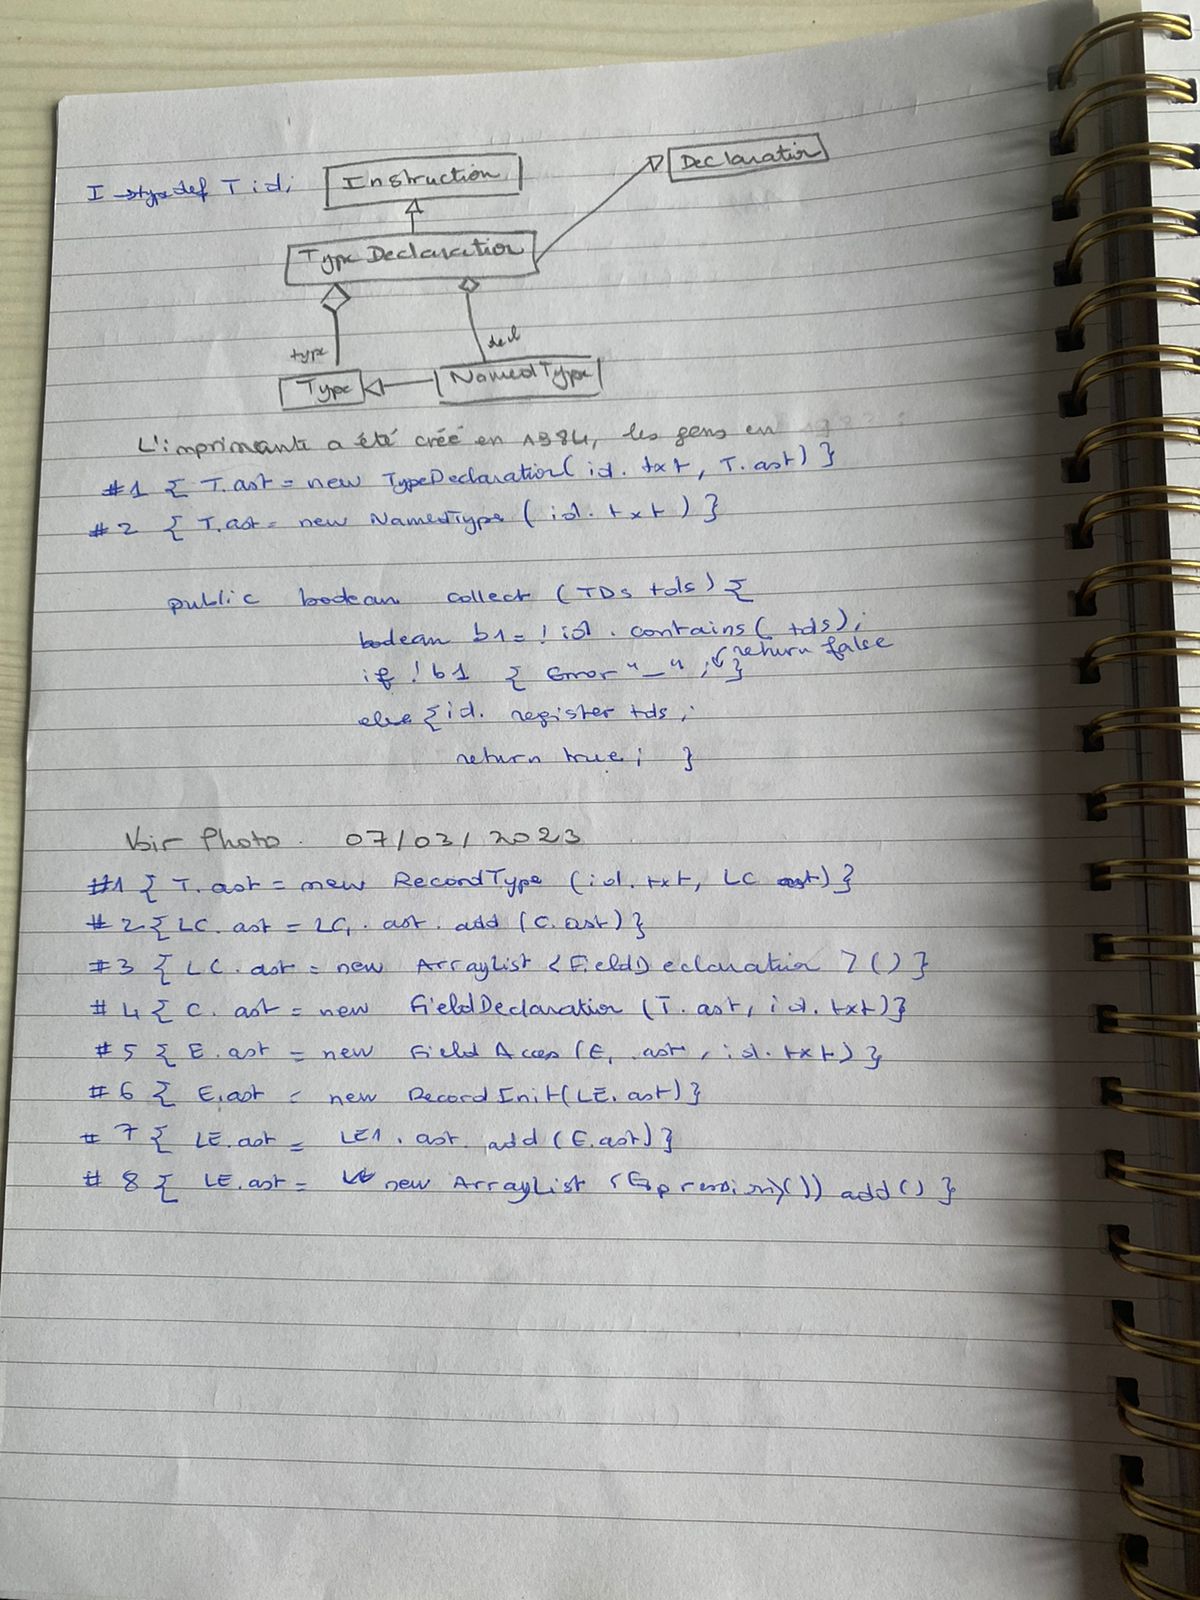 I → typedef T id;
Instruction
Declaration
TypeDeclaration
type
decl
Type
NamedType
L'imprimante a été créé en 1984, les gens en
#1 { T.ast = new TypeDeclaration( id. txt, T. ast) }
#2 { T.ast = new NamedType ( id. txt ) }
public boolean collect (TDS tds) {
boolean b1 = ! id . contains( tds);
return false
if ! b1 { Error "_" ; }
else { id. register tds ;
return true ; }
Voir Photo. 07/03/2023
#1 { T. ast = new RecordType (id. txt, LC ast) }
#2 { LC. ast = LC1. ast. add (C. ast) }
#3 { LC. ast = new ArrayList <FieldDeclaration >() }
#4 { C. ast = new FieldDeclaration (T. ast, id. txt) }
#5 { E. ast = new Field Acces (E1 .ast , id. txt) }
#6 { E.ast = new RecordInit(LE. ast) }
#7 { LE.ast = LE1. ast. add (E.ast) }
#8 { LE.ast = new ArrayList <Expression>()) add() }